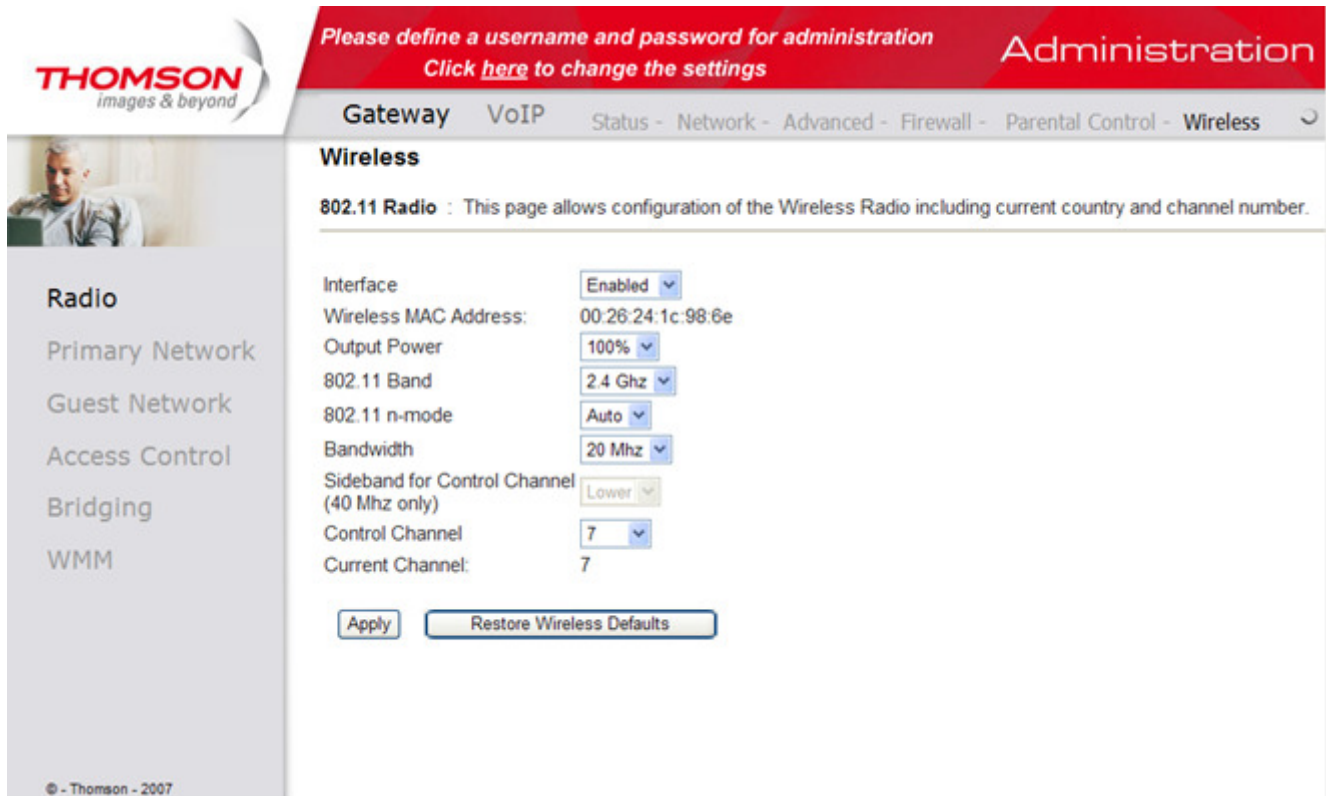 THOMSON
images & beyond
Please define a username and password for administration
Click here to change the settings
Administration
Gateway VoIP Status - Network - Advanced - Firewall - Parental Control - Wireless
Wireless
802.11 Radio : This page allows configuration of the Wireless Radio including current country and channel number.
Radio
Primary Network
Guest Network
Access Control
Bridging
WMM
Interface Enabled
Wireless MAC Address: 00:26:24:1c:98:6e
Output Power 100%
802.11 Band 2.4 Ghz
802.11 n-mode Auto
Bandwidth 20 Mhz
Sideband for Control Channel
(40 Mhz only) Lower
Control Channel 7
Current Channel: 7
Apply Restore Wireless Defaults
© - Thomson - 2007